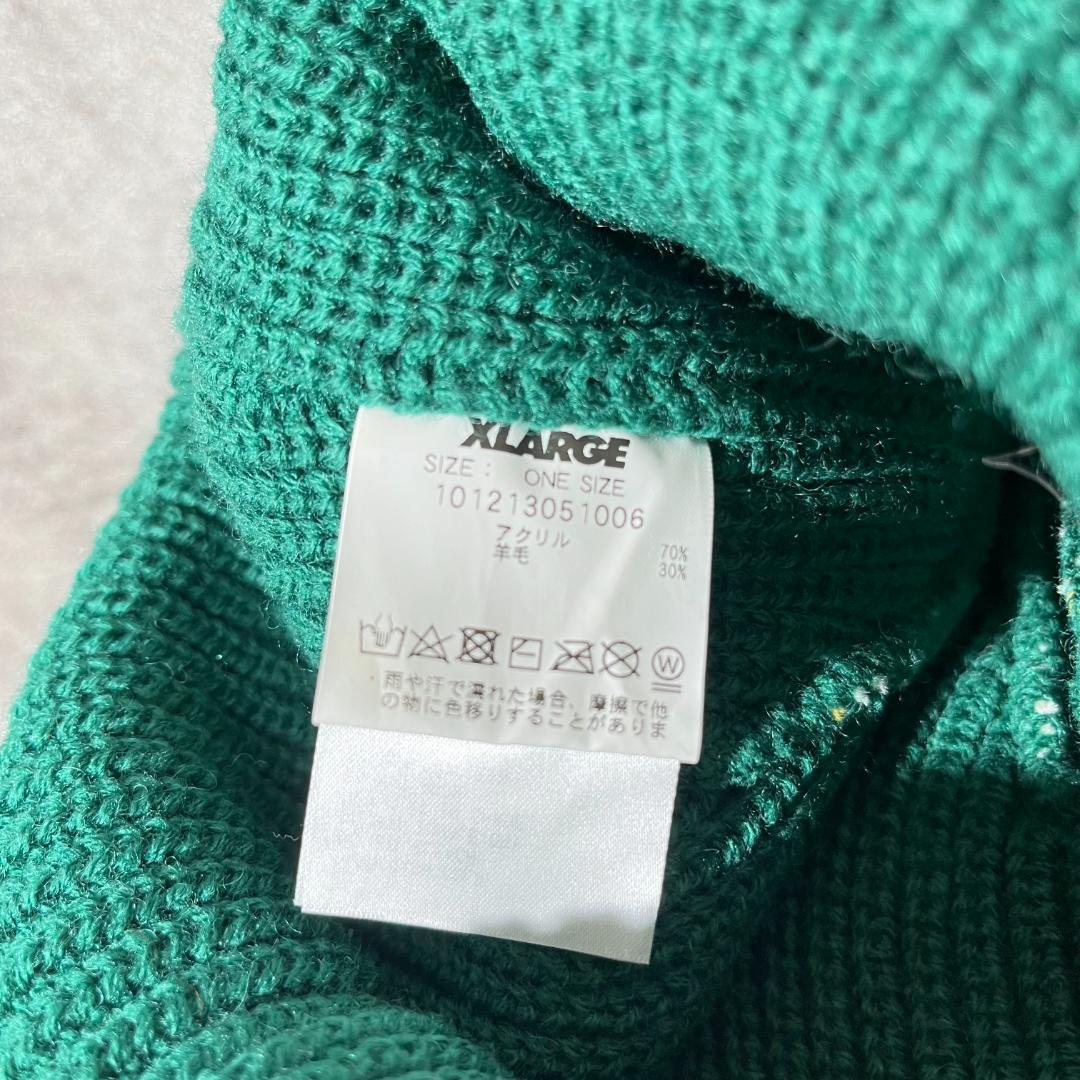 XLARGE
SIZE : ONE SIZE
101213051006
アクリル 70%
羊毛 30%
W
雨や汗で濡れた場合、摩擦で他
の物に色移りすることがありま